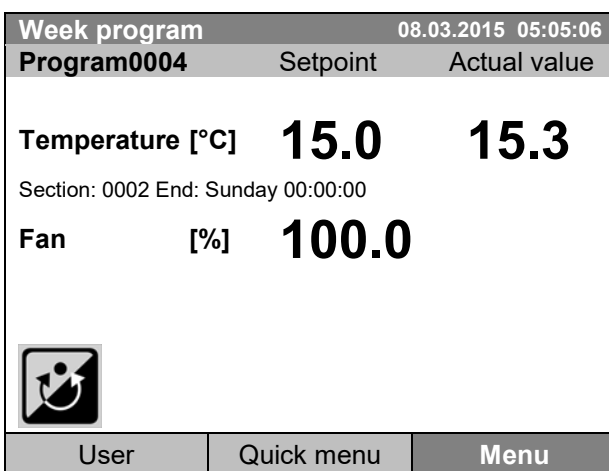 Week program 08.03.2015 05:05:06
Program0004 Setpoint Actual value
Temperature [°C] 15.0 15.3
Section: 0002 End: Sunday 00:00:00
Fan [%] 100.0
User Quick menu Menu